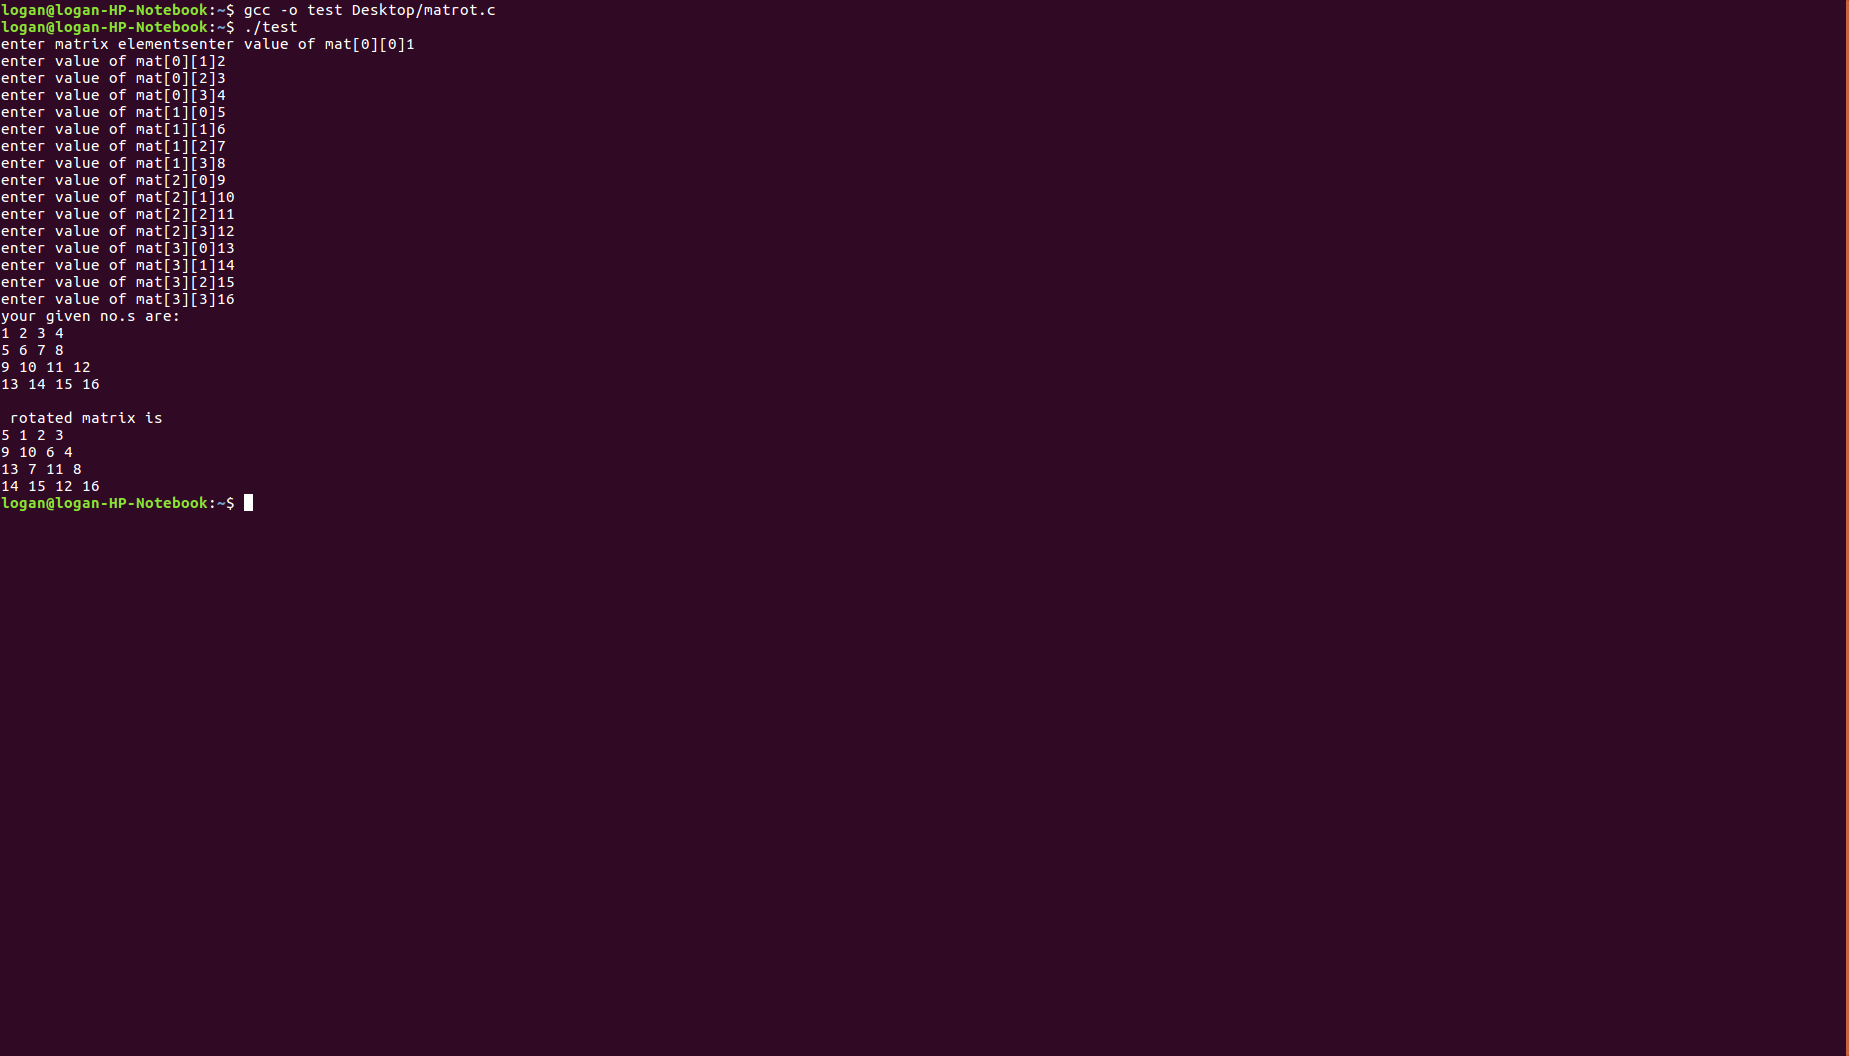 logan@logan-HP-Notebook:~$ gcc -o test Desktop/matrot.c
logan@logan-HP-Notebook:~$ ./test
enter matrix elementsenter value of mat[0][0]1
enter value of mat[0][1]2
enter value of mat[0][2]3
enter value of mat[0][3]4
enter value of mat[1][0]5
enter value of mat[1][1]6
enter value of mat[1][2]7
enter value of mat[1][3]8
enter value of mat[2][0]9
enter value of mat[2][1]10
enter value of mat[2][2]11
enter value of mat[2][3]12
enter value of mat[3][0]13
enter value of mat[3][1]14
enter value of mat[3][2]15
enter value of mat[3][3]16
your given no.s are:
1 2 3 4
5 6 7 8
9 10 11 12
13 14 15 16
 rotated matrix is
5 1 2 3
9 10 6 4
13 7 11 8
14 15 12 16
logan@logan-HP-Notebook:~$